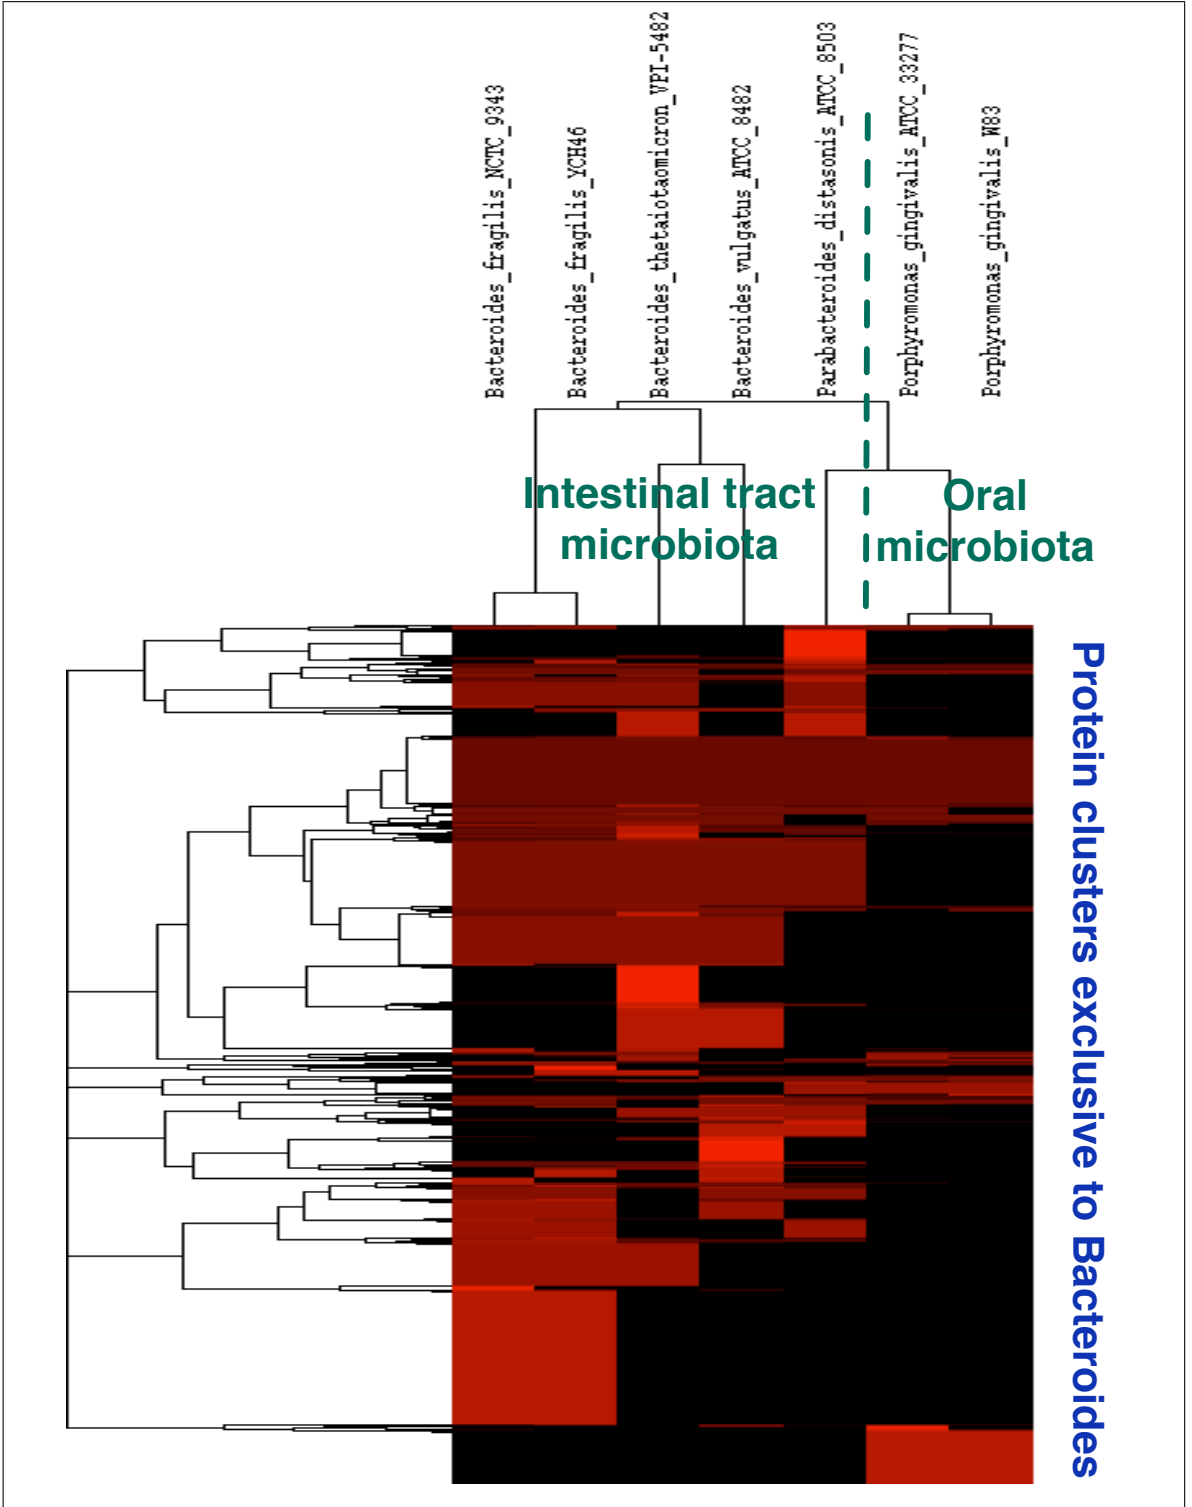 Bacteroides_fragilis_NCTC_9343
Bacteroides_fragilis_YCH46
Bacteroides_thetaiotaomicron_VPI-5482
Bacteroides_vulgatus_ATCC_8482
Parabacteroides_distasonis_ATCC_8503
Porphyromonas_gingivalis_ATCC_33277
Porphyromonas_gingivalis_W83
Intestinal tract
microbiota
Oral
microbiota
Protein clusters exclusive to Bacteroides